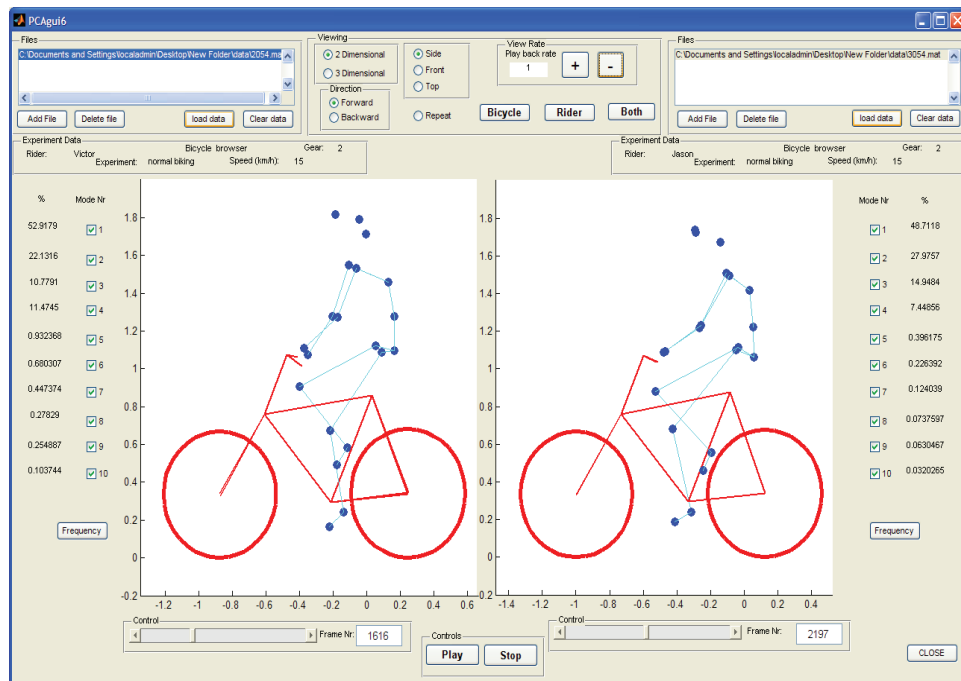 PCAgui6
Files
C:\Documents and Settings\localadmin\Desktop\New Folder\data\2054.mat
Add File Delete file load data Clear data
Viewing
2 Dimensional
3 Dimensional
Direction
Forward
Backward
Side
Front
Top
Repeat
View Rate
Play back rate
1 + -
Bicycle Rider Both
Files
C:\Documents and Settings\localadmin\Desktop\New Folder\data\3054.mat
Add File Delete file load data Clear data
Experiment Data
Bicycle browser Gear: 2
Rider: Victor
Experiment: normal biking Speed (km/h): 15
Experiment Data
Bicycle browser Gear: 2
Rider: Jason
Experiment: normal biking Speed (km/h): 15
% Mode Nr
52.9179 1
22.1316 2
10.7791 3
11.4745 4
0.932368 5
0.680307 6
0.447374 7
0.27829 8
0.254887 9
0.103744 10
Frequency
1.8
1.6
1.4
1.2
1
0.8
0.6
0.4
0.2
0
-0.2
-1.2 -1 -0.8 -0.6 -0.4 -0.2 0 0.2 0.4 0.6
1.8
1.6
1.4
1.2
1
0.8
0.6
0.4
0.2
0
-0.2
-1.4 -1.2 -1 -0.8 -0.6 -0.4 -0.2 0 0.2 0.4
Mode Nr %
1 48.7118
2 27.9757
3 14.9484
4 7.44856
5 0.396175
6 0.226392
7 0.124039
8 0.0737597
9 0.0630467
10 0.0320265
Frequency
Control
Frame Nr: 1616
Controls
Play Stop
Control
Frame Nr: 2197
CLOSE